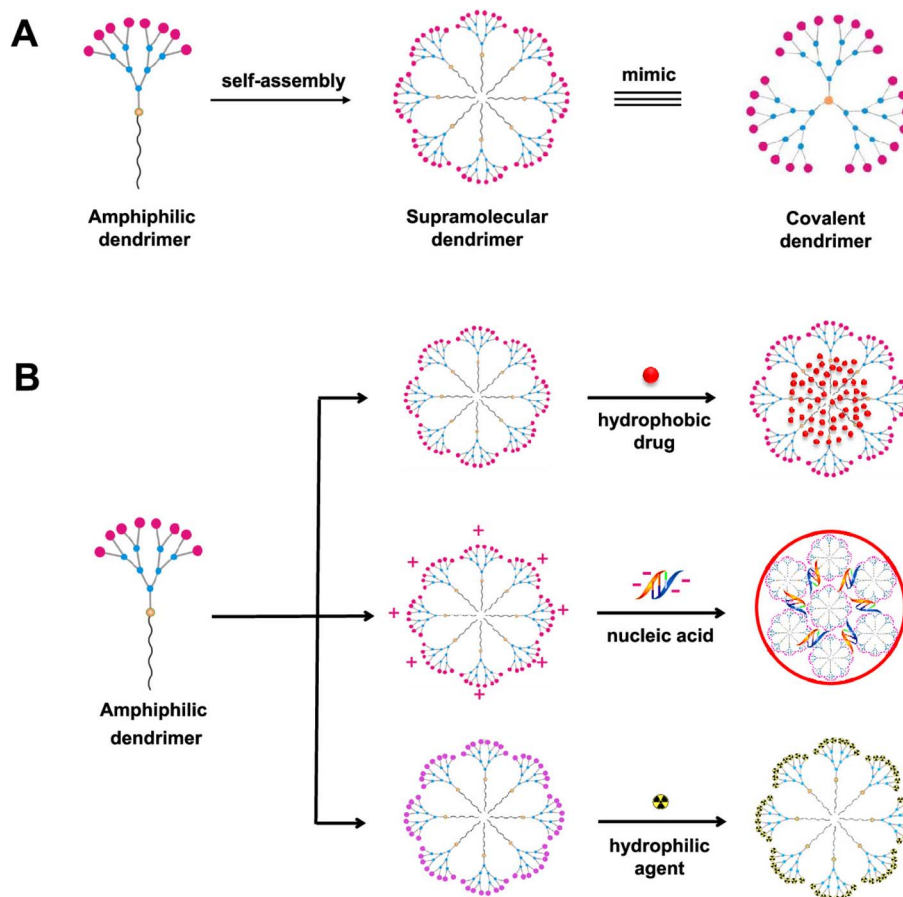 A
self-assembly
mimic
Amphiphilic
dendrimer
Supramolecular
dendrimer
Covalent
dendrimer
B
hydrophobic
drug
+
+ +
+ +
+ +
+
nucleic acid
Amphiphilic
dendrimer
hydrophilic
agent